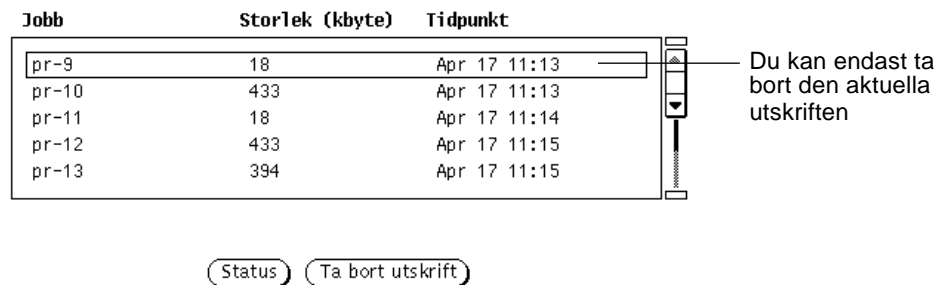 Jobb Storlek (kbyte) Tidpunkt
pr-9 18 Apr 17 11:13
pr-10 433 Apr 17 11:13
pr-11 18 Apr 17 11:14
pr-12 433 Apr 17 11:15
pr-13 394 Apr 17 11:15
Du kan endast ta
bort den aktuella
utskriften
Status Ta bort utskrift